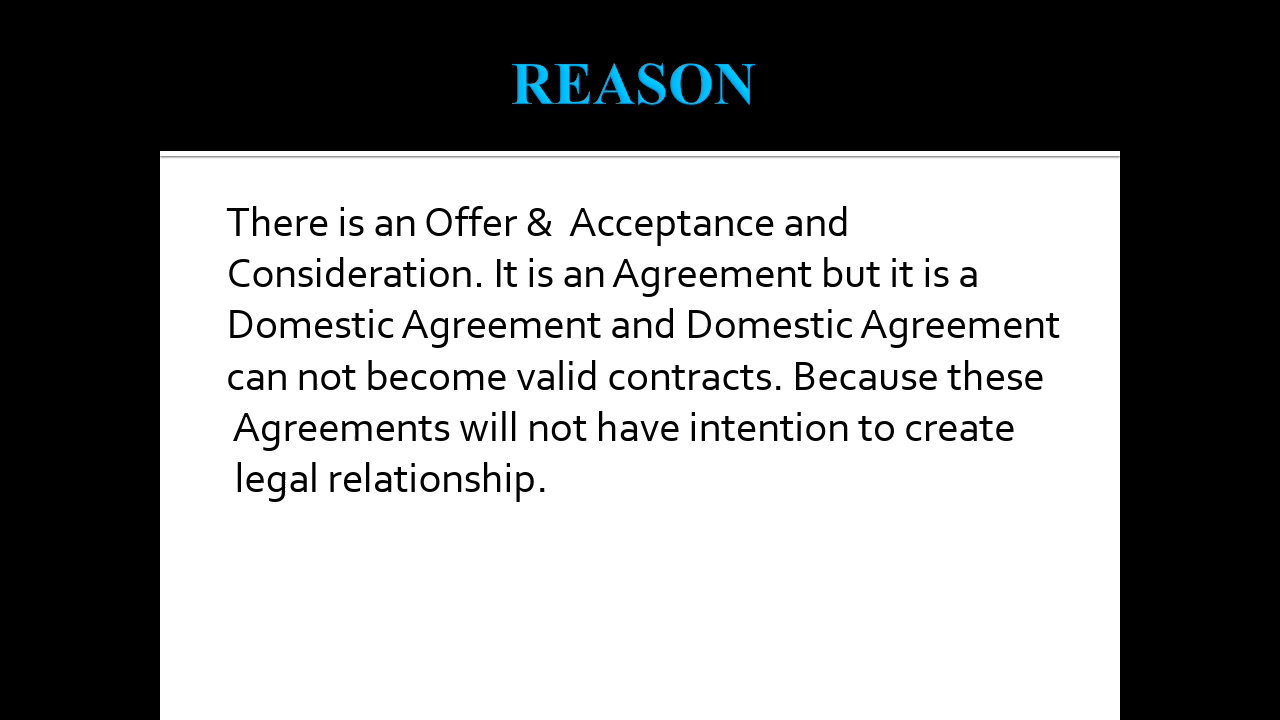 REASON
There is an Offer & Acceptance and
Consideration. It is an Agreement but it is a
Domestic Agreement and Domestic Agreement
can not become valid contracts. Because these
Agreements will not have intention to create
legal relationship.